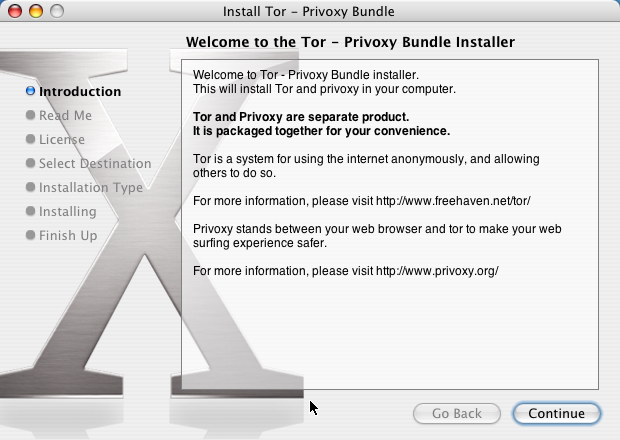 Install Tor - Privoxy Bundle
Welcome to the Tor - Privoxy Bundle Installer
Introduction
Read Me
License
Select Destination
Installation Type
Installing
Finish Up
Welcome to Tor - Privoxy Bundle installer.
This will install Tor and privoxy in your computer.
Tor and Privoxy are separate product.
It is packaged together for your convenience.
Tor is a system for using the internet anonymously, and allowing
others to do so.
For more information, please visit http://www.freehaven.net/tor/
Privoxy stands between your web browser and tor to make your web
surfing experience safer.
For more information, please visit http://www.privoxy.org/
Go Back
Continue